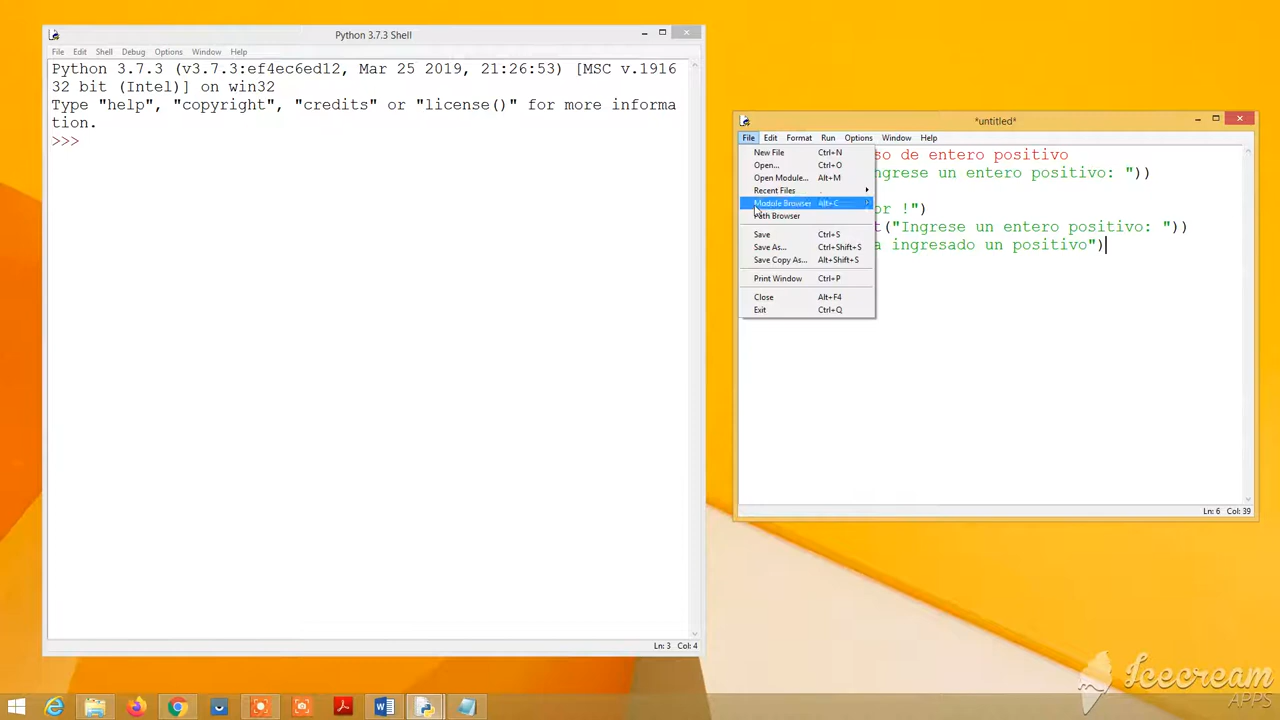 Python 3.7.3 Shell
File Edit Shell Debug Options Window Help
Python 3.7.3 (v3.7.3:ef4ec6ed12, Mar 25 2019, 21:26:53) [MSC v.1916
32 bit (Intel)] on win32
Type "help", "copyright", "credits" or "license()" for more informa
tion.
>>>
Ln: 3 Col: 4
*untitled*
File Edit Format Run Options Window Help
so de entero positivo
ngrese un entero positivo: "))
or !")
t("Ingrese un entero positivo: "))
a ingresado un positivo")
New File Ctrl+N
Open... Ctrl+O
Open Module... Alt+M
Recent Files
Module Browser Alt+C
Path Browser
Save Ctrl+S
Save As... Ctrl+Shift+S
Save Copy As... Alt+Shift+S
Print Window Ctrl+P
Close Alt+F4
Exit Ctrl+Q
Ln: 6 Col: 39
Icecream
APPS